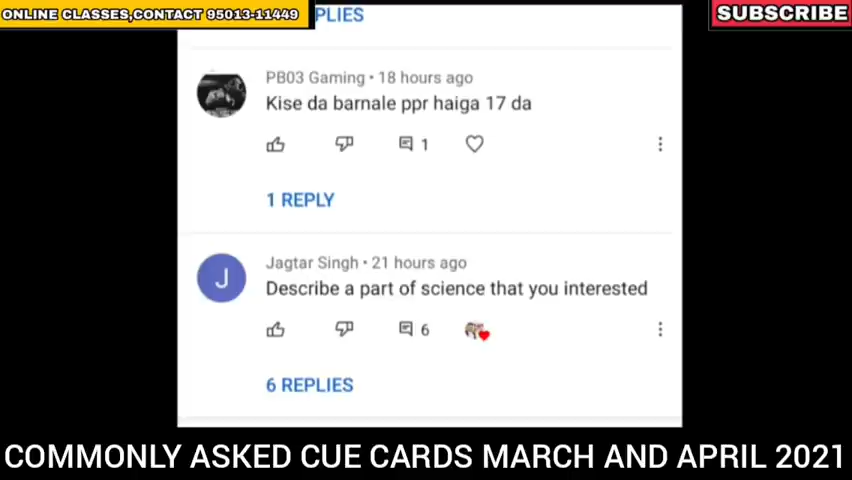 ONLINE CLASSES,CONTACT 95013-11449
PLIES
SUBSCRIBE
PB03 Gaming • 18 hours ago
Kise da barnale ppr haiga 17 da
1
1 REPLY
J
Jagtar Singh • 21 hours ago
Describe a part of science that you interested
6
6 REPLIES
COMMONLY ASKED CUE CARDS MARCH AND APRIL 2021